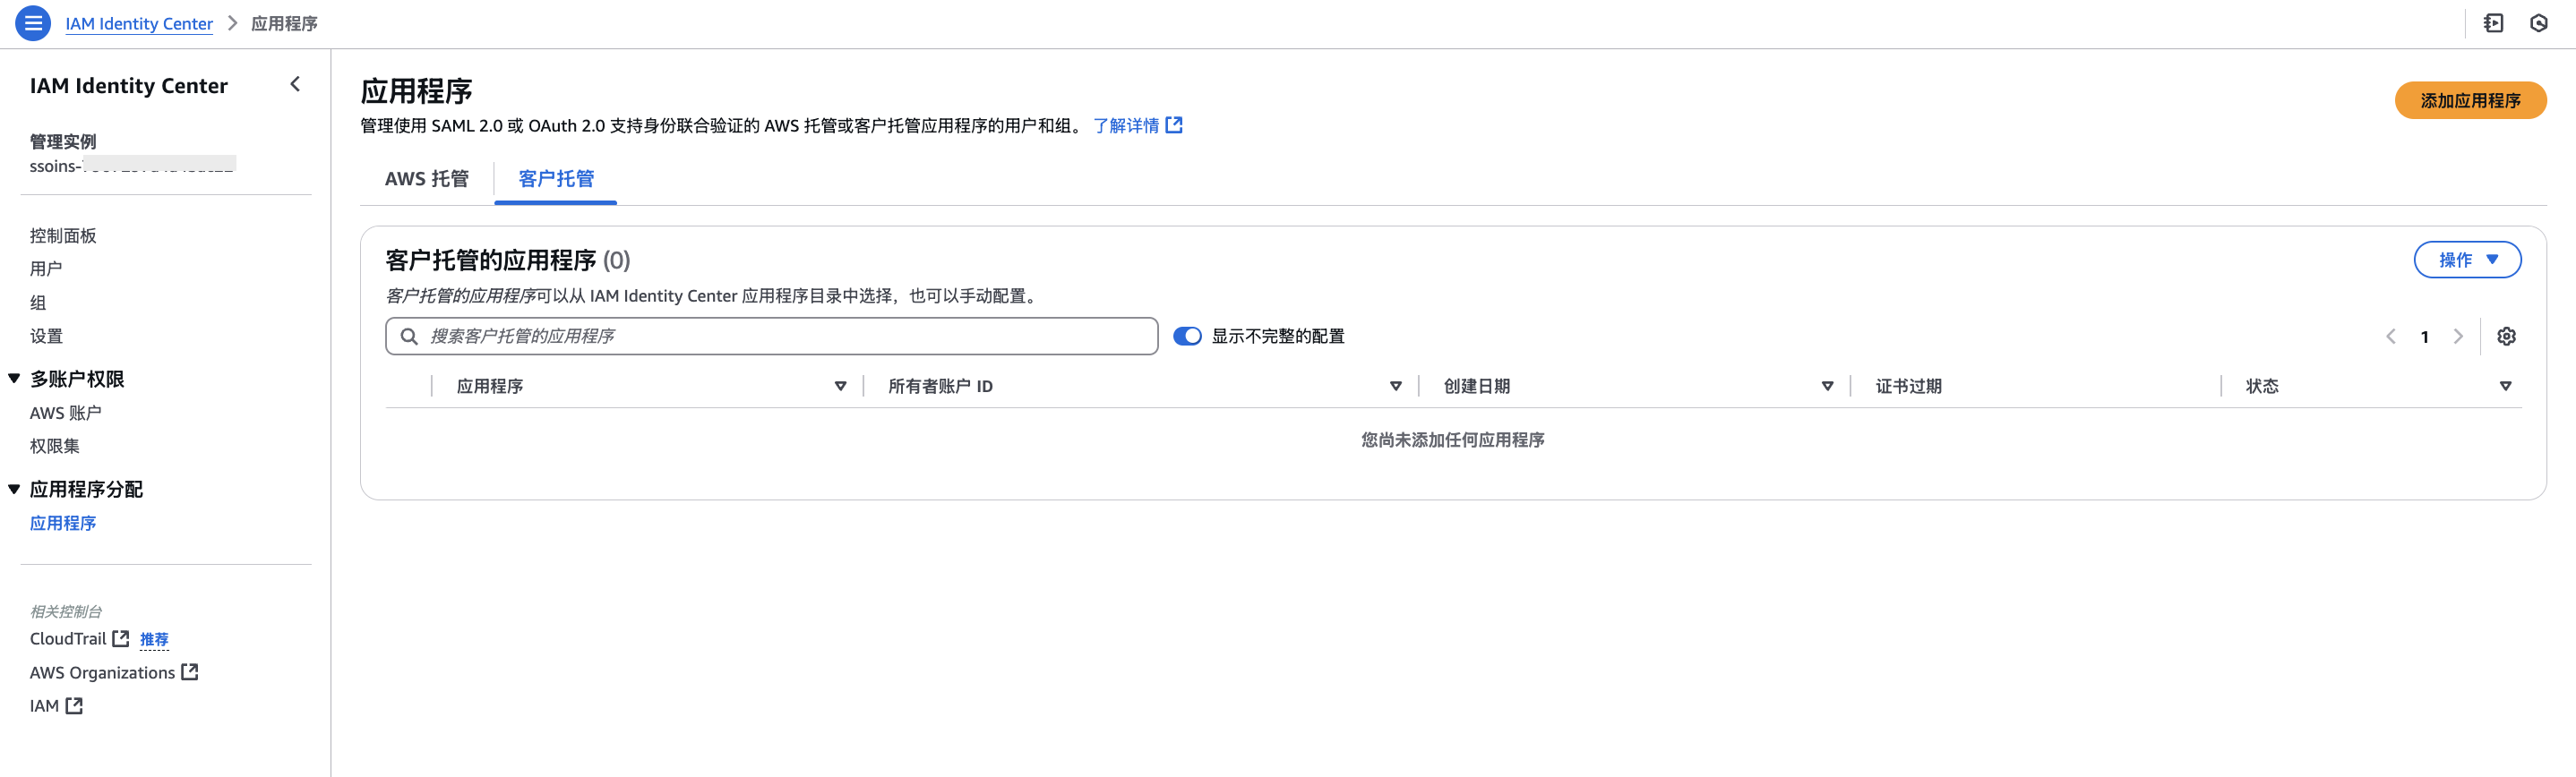 IAM Identity Center > 应用程序
IAM Identity Center
管理实例
ssoins-
控制面板
用户
组
设置
多账户权限
AWS 账户
权限集
应用程序分配
应用程序
相关控制台
CloudTrail 推荐
AWS Organizations
IAM
应用程序
添加应用程序
管理使用 SAML 2.0 或 OAuth 2.0 支持身份联合验证的 AWS 托管或客户托管应用程序的用户和组。 了解详情
AWS 托管 客户托管
客户托管的应用程序 (0)
操作
客户托管的应用程序可以从 IAM Identity Center 应用程序目录中选择，也可以手动配置。
搜索客户托管的应用程序 显示不完整的配置 1
应用程序 所有者账户 ID 创建日期 证书过期 状态
您尚未添加任何应用程序